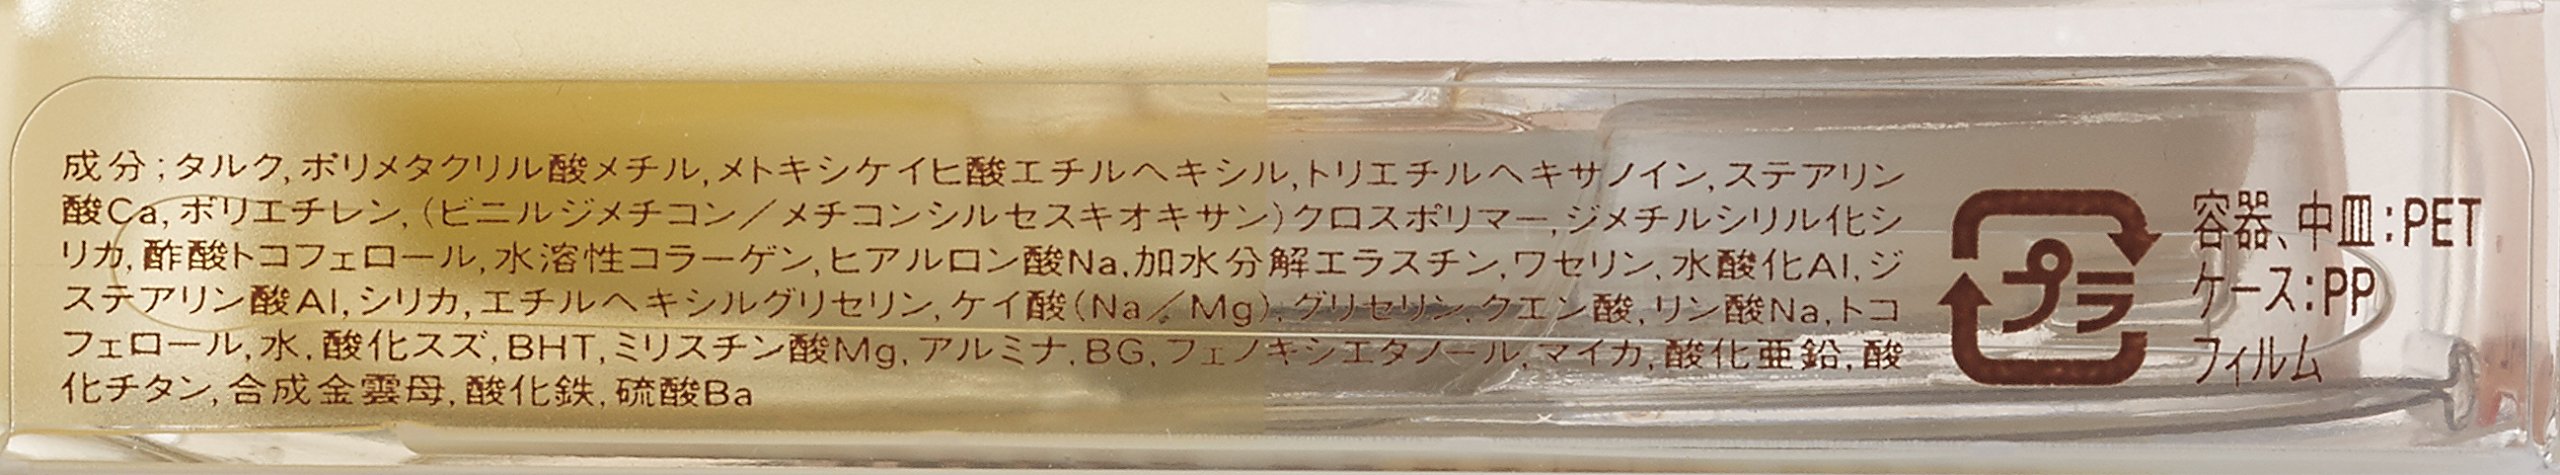 成分;タルク,ポリメタクリル酸メチル,メトキシケイヒ酸エチルヘキシル,トリエチルヘキサノイン,ステアリン
酸Ca,ポリエチレン,(ビニルジメチコン/メチコンシルセスキオキサン)クロスポリマー,ジメチルシリル化シ
リカ,酢酸トコフェロール,水溶性コラーゲン,ヒアルロン酸Na,加水分解エラスチン,ワセリン,水酸化Al,ジ
ステアリン酸Al,シリカ,エチルヘキシルグリセリン,ケイ酸(Na/Mg),グリセリン,クエン酸,リン酸Na,トコ
フェロール,水,酸化スズ,BHT,ミリスチン酸Mg,アルミナ,BG,フェノキシエタノール,マイカ,酸化亜鉛,酸
化チタン,合成金雲母,酸化鉄,硫酸Ba
プラ
容器、中皿:PET
ケース:PP
フィルム